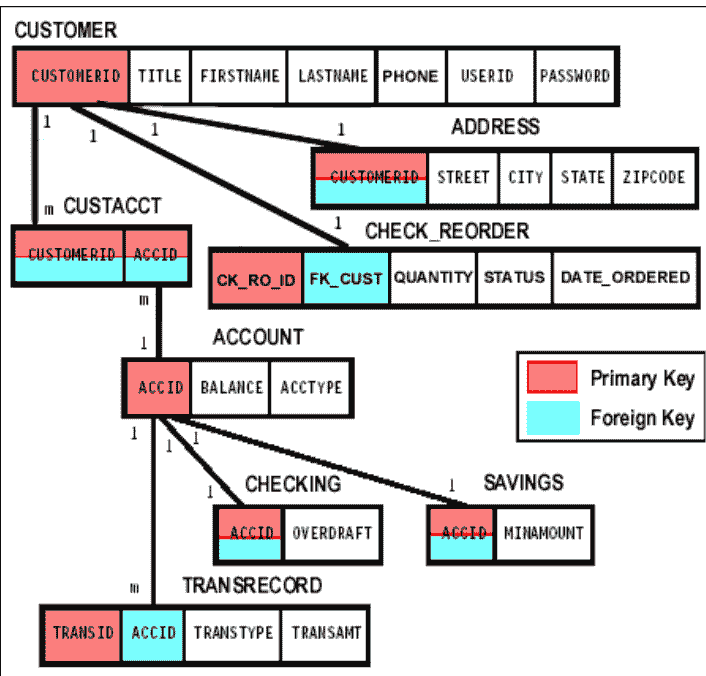 CUSTOMER
CUSTOMERID TITLE FIRSTNAME LASTNAME PHONE USERID PASSWORD
1 1 1 1
ADDRESS
CUSTOMERID STREET CITY STATE ZIPCODE
m CUSTACCT
1
CHECK_REORDER
CUSTOMERID ACCID
CK_RO_ID FK_CUST QUANTITY STATUS DATE_ORDERED
m
1
ACCOUNT
ACCID BALANCE ACCTYPE
Primary Key
Foreign Key
1 1 1
CHECKING
1
SAVINGS
1
ACCID OVERDRAFT
ACCID MINAMOUNT
m TRANSRECORD
TRANSID ACCID TRANSTYPE TRANSAMT